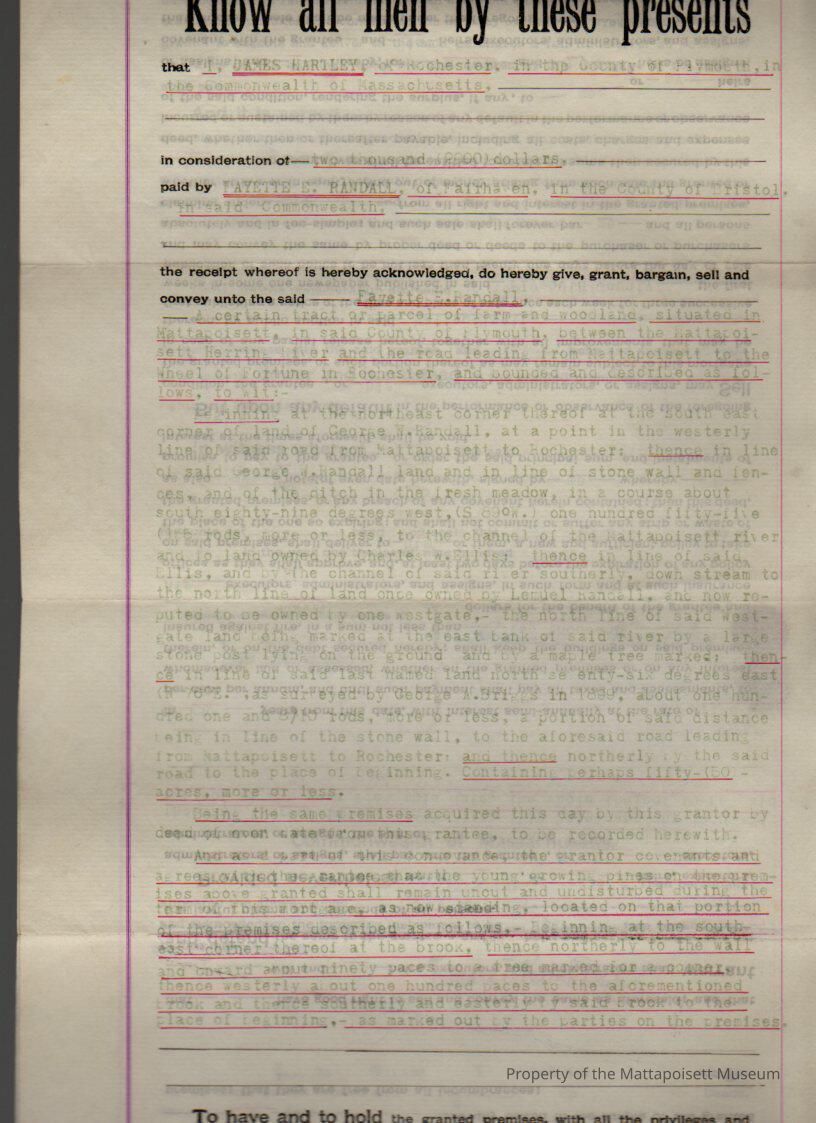 Know all men by these presents
that I, JAMES HARTLEY, of Rochester, in the County of Plymouth, in
the Commonwealth of Massachusetts,
in consideration of two thousand (2000) dollars,
paid by FAYETTE E. RANDALL, of Fairhaven, in the County of Bristol,
in said Commonwealth,
the receipt whereof is hereby acknowledged, do hereby give, grant, bargain, sell and
convey unto the said Fayette E. Randall,
A certain tract or parcel of farm and woodland, situated in
Mattapoisett, in said County of Plymouth, between the Mattapoi-
sett Herring River and the road leading from Mattapoisett to the
Wheel of Fortune in Rochester, and bounded and described as fol-
lows, to wit:-
Beginning, at the northeast corner thereof at the south east
corner of land of George W. Randall, at a point in the westerly
line of said road from Mattapoisett to Rochester: thence in line
of said George W. Randall land and in line of stone wall and fen-
ces, and of the ditch in the fresh meadow, in a course about
south eighty-nine degrees west, (S 89°W.) one hundred fifty-five
rods, more or less, to the channel of the Mattapoisett river
and to land owned by Charles W. Ellis: thence in line of said
Ellis, and by the channel of said river southerly, down stream to
the north line of land once owned by Lemuel Randall, and now re-
puted to be owned by one Westgate,- the north line of said West-
gate land being marked at the east bank of said river by a large
stone post lying on the ground and by a maple tree marked: then-
ce in line of said last named land north seventy-six degrees east
as surveyed by George A. Briggs in about one hun-
dred one and 5/10 rods, more or less, a portion of said distance
being in line of the stone wall, to the aforesaid road leading
from Mattapoisett to Rochester: and thence northerly by the said
road to the place of beginning. Containing perhaps fifty-(50)-
acres, more or less.
Being the same premises acquired this day by this grantor by
deed of even date from this grantee, to be recorded herewith.
And as a part of this conveyance, the grantor covenants and
agrees with the grantee that the young growing pines on the prem-
ises above granted shall remain uncut and undisturbed during the
term of this mortgage, as now standing, located on that portion
of the premises described as follows,- Beginning at the south-
east corner thereof at the brook, thence northerly to the wall
and onward about ninety paces to a tree marked for a corner,
thence westerly about one hundred paces to the aforementioned
brook and thence southerly and easterly by said brook to the
place of beginning,- as marked out by the parties on the premises.
Property of the Mattapoisett Museum
To have and to hold the granted premises, with all the privileges and